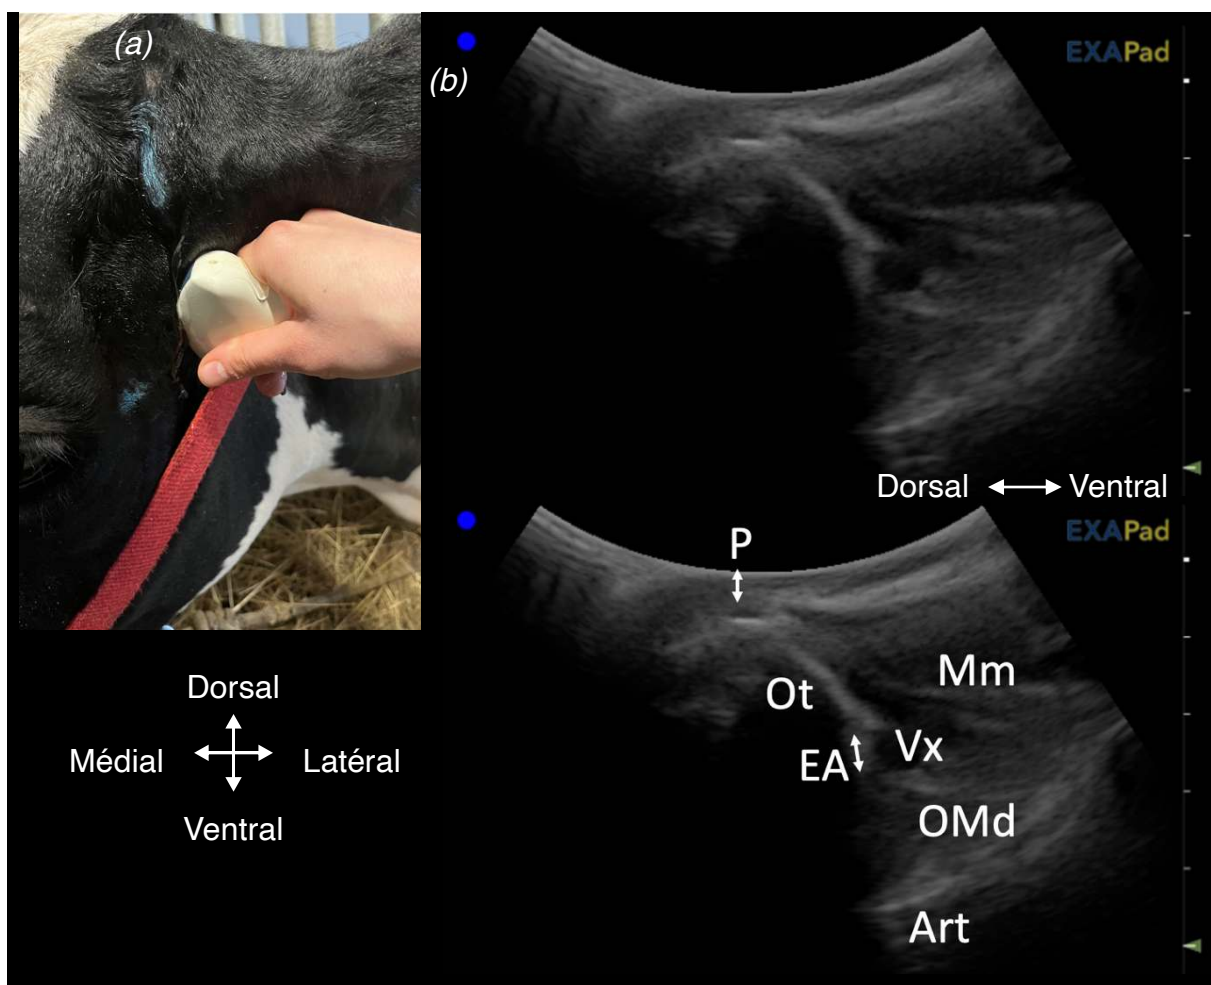 (a)
(b)
EXAPad
Dorsal Ventral
EXAPad
P
Mm
Ot
Vx
EA
OMd
Art
Dorsal
Médial Latéral
Ventral